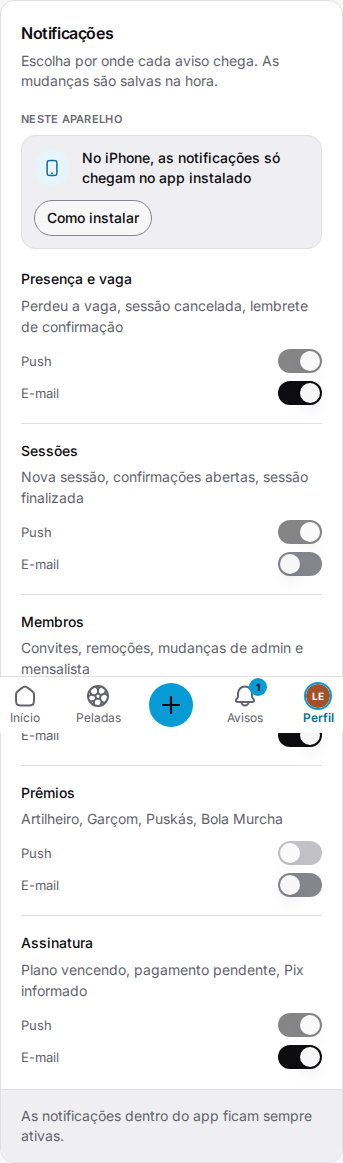 Notificações
Escolha por onde cada aviso chega. As
mudanças são salvas na hora.
NESTE APARELHO
No iPhone, as notificações só
chegam no app instalado
Como instalar
Presença e vaga
Perdeu a vaga, sessão cancelada, lembrete
de confirmação
Push
E-mail
Sessões
Nova sessão, confirmações abertas, sessão
finalizada
Push
E-mail
Membros
Convites, remoções, mudanças de admin e
mensalista
1
LE
Início
Peladas
Avisos
Perfil
E-mail
Prêmios
Artilheiro, Garçom, Puskás, Bola Murcha
Push
E-mail
Assinatura
Plano vencendo, pagamento pendente, Pix
informado
Push
E-mail
As notificações dentro do app ficam sempre
ativas.